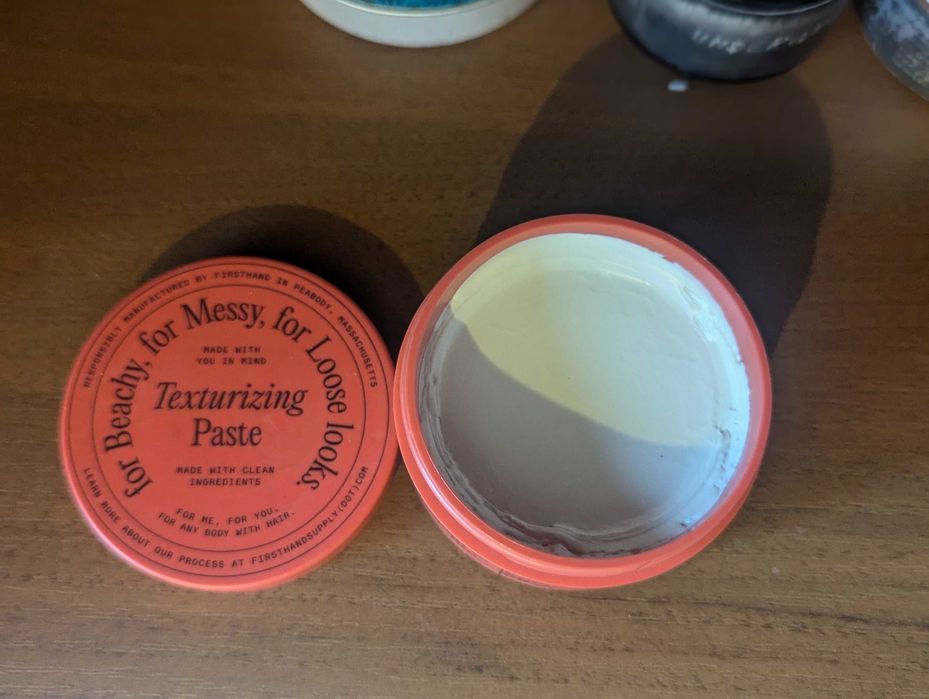 RESPONSIBLY MANUFACTURED BY FIRSTHAND IN PEABODY, MASSACHUSETTS
for Beachy, for Messy, for Loose looks.
MADE WITH
YOU IN MIND
Texturizing
Paste
MADE WITH CLEAN
INGREDIENTS
FOR ME, FOR YOU,
FOR ANY BODY WITH HAIR.
LEARN MORE ABOUT OUR PROCESS AT FIRSTHANDSUPPLY(DOT)COM